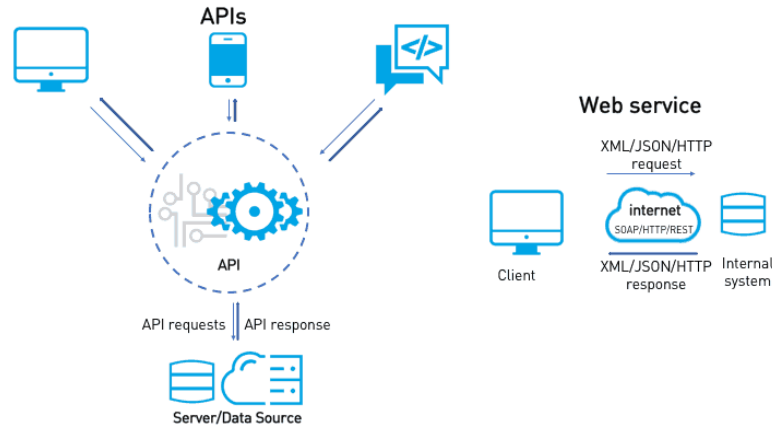 APIs
</>
API
API requests
API response
Server/Data Source
Web service
XML/JSON/HTTP
request
internet
SOAP/HTTP/REST
Client
XML/JSON/HTTP
response
Internal
system